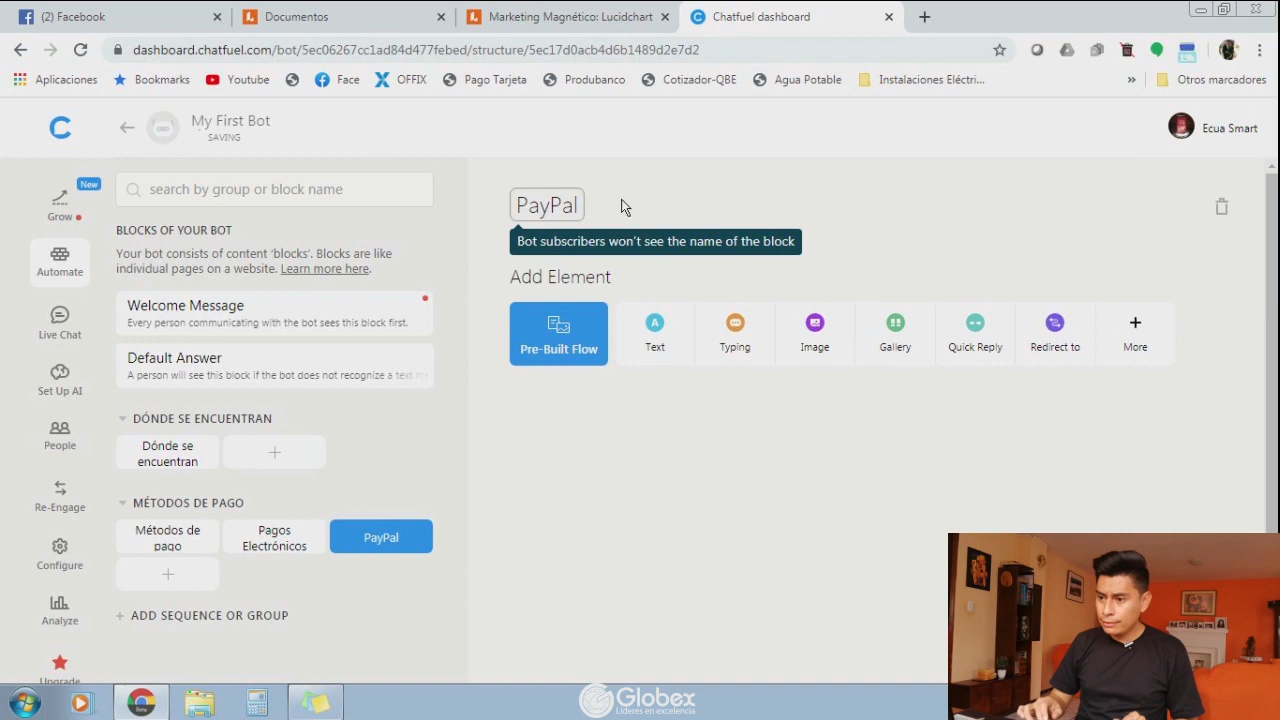 (2) Facebook
Documentos
Marketing Magnético: Lucidchart
Chatfuel dashboard
dashboard.chatfuel.com/bot/5ec06267cc1ad84d477febed/structure/5ec17d0acb4d6b1489d2e7d2
Aplicaciones
Bookmarks
Youtube
Face
OFFIX
Pago Tarjeta
Produbanco
Cotizador-QBE
Agua Potable
Instalaciones Eléctri...
»
Otros marcadores
My First Bot
SAVING
Ecua Smart
New
Grow
Automate
Live Chat
Set Up AI
People
Re-Engage
Configure
Analyze
Upgrade
search by group or block name
BLOCKS OF YOUR BOT
Your bot consists of content 'blocks'. Blocks are like
individual pages on a website. Learn more here.
Welcome Message
Every person communicating with the bot sees this block first.
Default Answer
A person will see this block if the bot does not recognize a text me
DÓNDE SE ENCUENTRAN
Dónde se
encuentran
+
MÉTODOS DE PAGO
Métodos de
pago
Pagos
Electrónicos
PayPal
+
+ ADD SEQUENCE OR GROUP
PayPal
Bot subscribers won't see the name of the block
Add Element
Pre-Built Flow
A
Text
Typing
Image
Gallery
Quick Reply
Redirect to
+
More
Globex
Líderes en excelencia